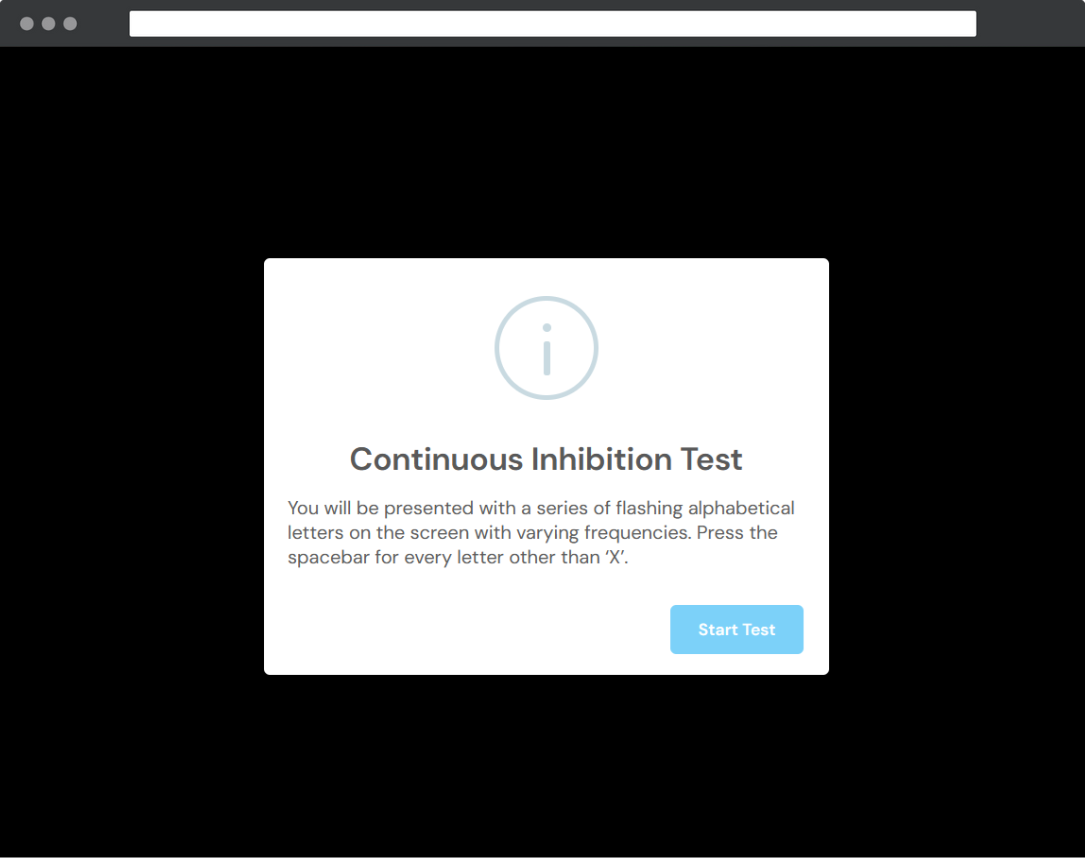 Continuous Inhibition Test
You will be presented with a series of flashing alphabetical
letters on the screen with varying frequencies. Press the
spacebar for every letter other than ‘X’.
Start Test